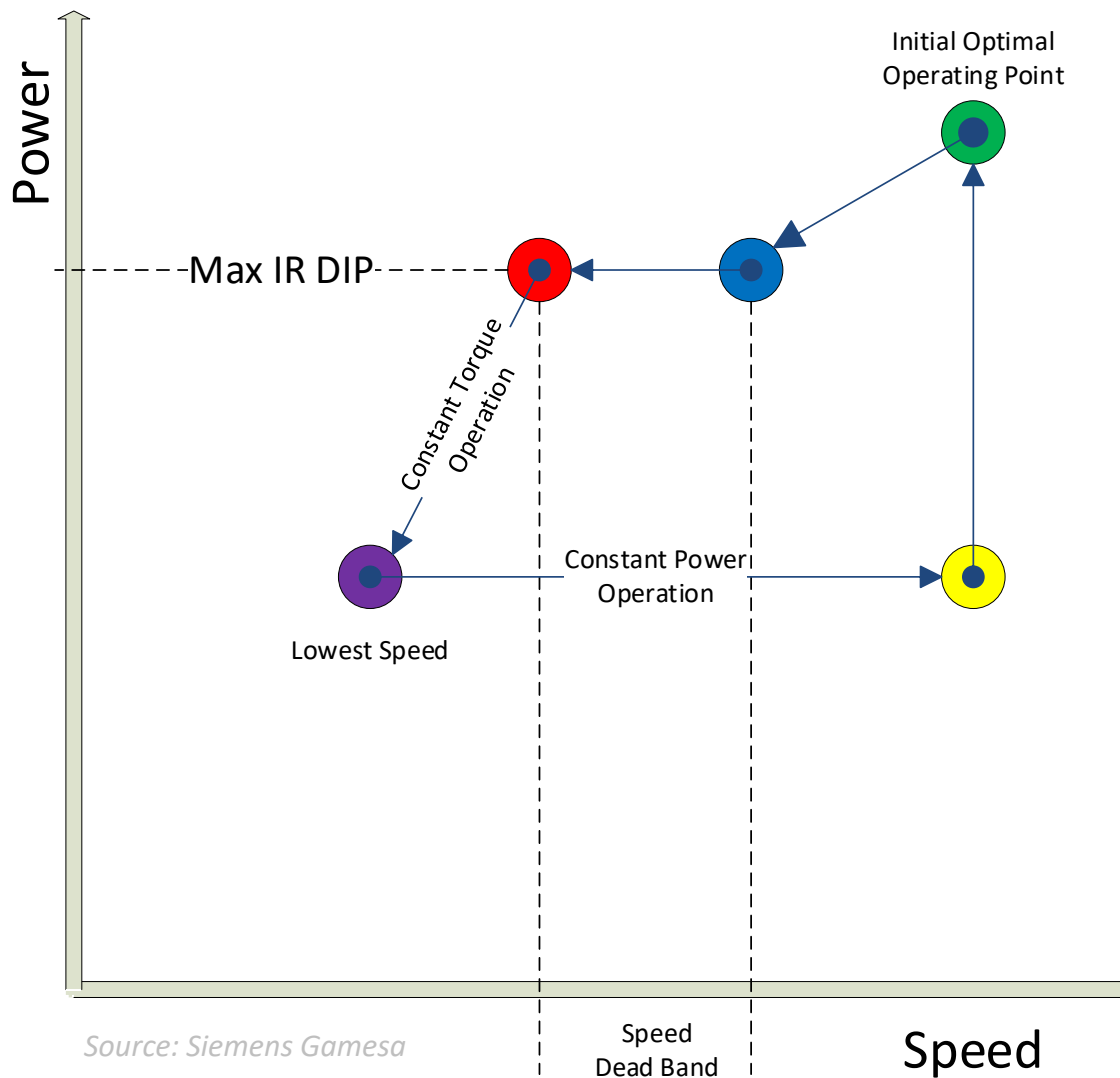 Initial Optimal
Operating Point
Power
Max IR DIP
Constant Torque
Operation
Constant Power
Operation
Lowest Speed
Speed
Dead Band
Speed
Source: Siemens Gamesa